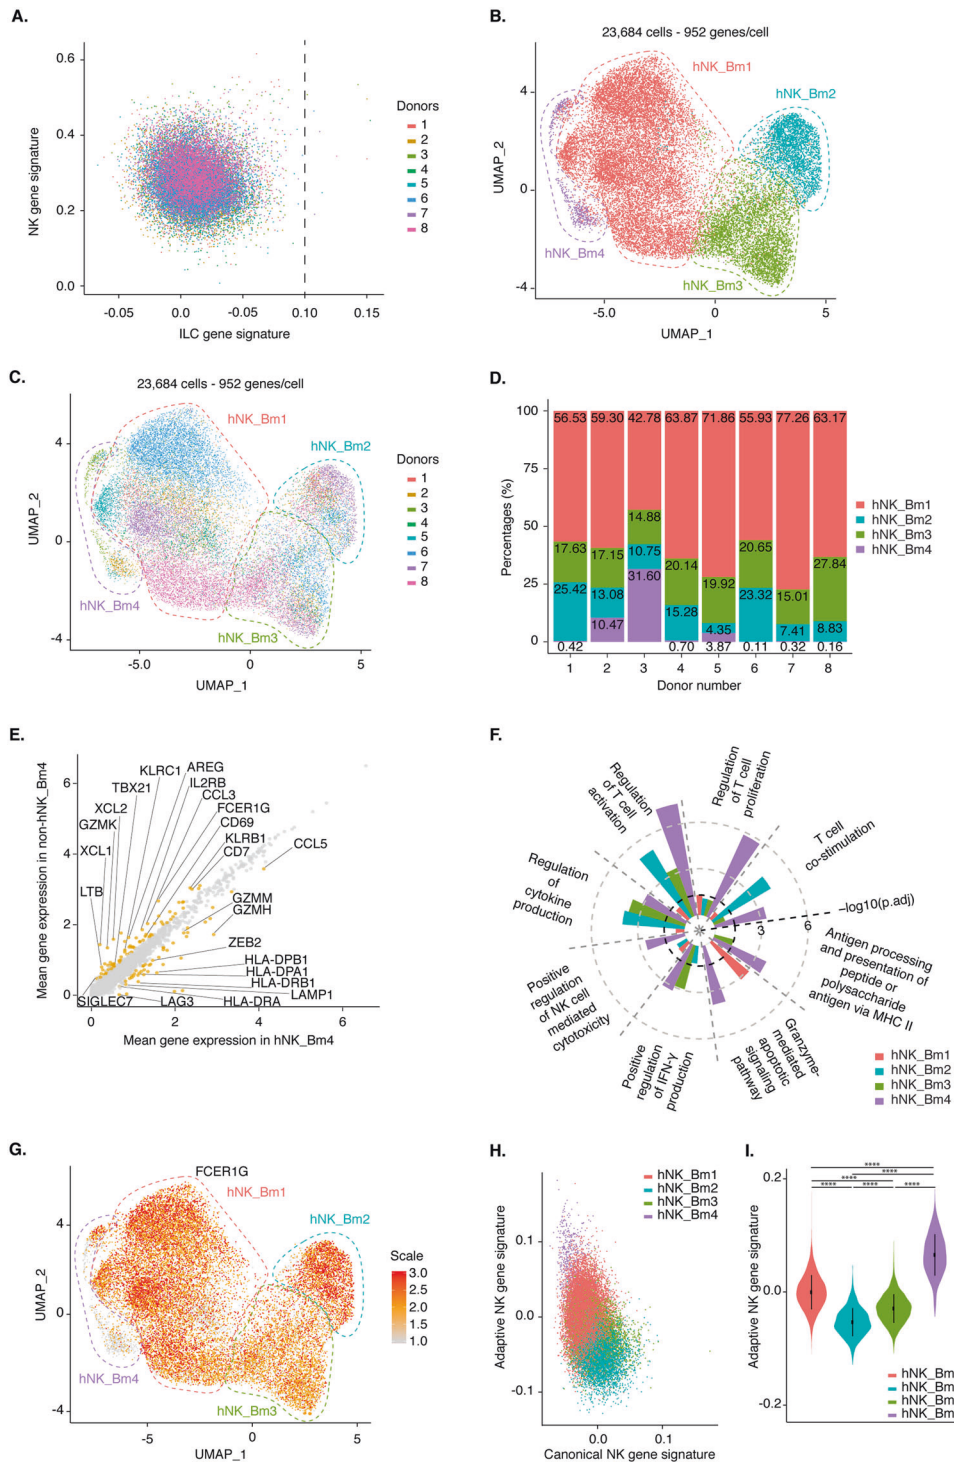 A.
NK gene signature
0.6
0.4
0.2
0.0
-0.05
0.0
-0.05
0.10
0.15
ILC gene signature
Donors
1
2
3
4
5
6
7
8
B.
23,684 cells - 952 genes/cell
hNK_Bm1
hNK_Bm2
hNK_Bm4
hNK_Bm3
UMAP_2
4
0
-4
-5.0
0
5
UMAP_1
C.
23,684 cells - 952 genes/cell
hNK_Bm1
hNK_Bm2
hNK_Bm4
hNK_Bm3
UMAP_2
4
0
-4
-5.0
0
5
UMAP_1
Donors
1
2
3
4
5
6
7
8
D.
Percentages (%)
100
75
50
25
0
56.53 59.30 42.78 63.87 71.86 55.93 77.26 63.17
17.63 17.15 14.88 20.14 19.92 20.65 15.01 27.84
25.42 13.08 10.75 15.28 4.35 23.32 7.41 8.83
0.42 10.47 31.60 0.70 3.87 0.11 0.32 0.16
1 2 3 4 5 6 7 8
Donor number
hNK_Bm1
hNK_Bm2
hNK_Bm3
hNK_Bm4
E.
Mean gene expression in non-hNK_Bm4
6
4
2
0
KLRC1
AREG
TBX21
IL2RB
CCL3
XCL2
FCER1G
GZMK
CD69
KLRB1
XCL1
CD7
CCL5
LTB
GZMM
GZMH
ZEB2
HLA-DPB1
HLA-DPA1
HLA-DRB1
LAMP1
SIGLEC7
LAG3
HLA-DRA
0
2
4
6
Mean gene expression in hNK_Bm4
F.
Regulation
of T cell
activation
Regulation
of T cell
proliferation
T cell
co-stimulation
–log10(p.adj)
3
6
Antigen processing
and presentation of
peptide or
polysaccharide
antigen via MHC II
Granzyme-
mediated
apoptotic
signaling
pathway
Positive
regulation
of IFN-γ
production
Positive
regulation
of NK cell
mediated
cytotoxicity
Regulation
of
cytokine
production
hNK_Bm1
hNK_Bm2
hNK_Bm3
hNK_Bm4
G.
FCER1G
hNK_Bm1
hNK_Bm2
hNK_Bm4
hNK_Bm3
UMAP_2
4
0
-4
-5
0
5
UMAP_1
Scale
3.0
2.5
2.0
1.5
1.0
H.
Adaptive NK gene signature
0.1
0.0
-0.1
0.0
0.1
Canonical NK gene signature
hNK_Bm1
hNK_Bm2
hNK_Bm3
hNK_Bm4
I.
Adaptive NK gene signature
0.2
0.0
-0.2
****
****
****
**** **** ****
hNK_Bm
hNK_Bm
hNK_Bm
hNK_Bm